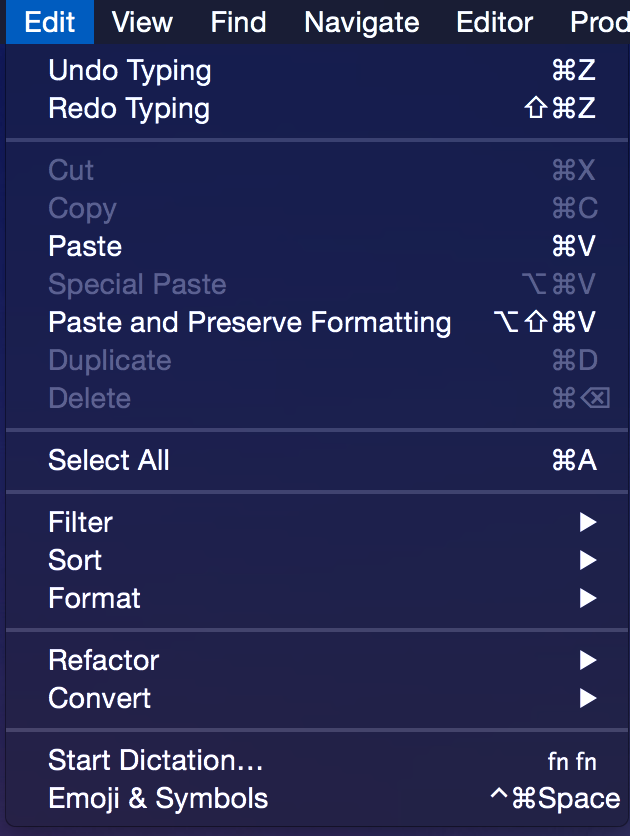 Edit View Find Navigate Editor Prod
Undo Typing ⌘Z
Redo Typing ⇧⌘Z
Cut ⌘X
Copy ⌘C
Paste ⌘V
Special Paste ⌥⌘V
Paste and Preserve Formatting ⌥⇧⌘V
Duplicate ⌘D
Delete ⌘⌫
Select All ⌘A
Filter ▶
Sort ▶
Format ▶
Refactor ▶
Convert ▶
Start Dictation… fn fn
Emoji & Symbols ^⌘Space